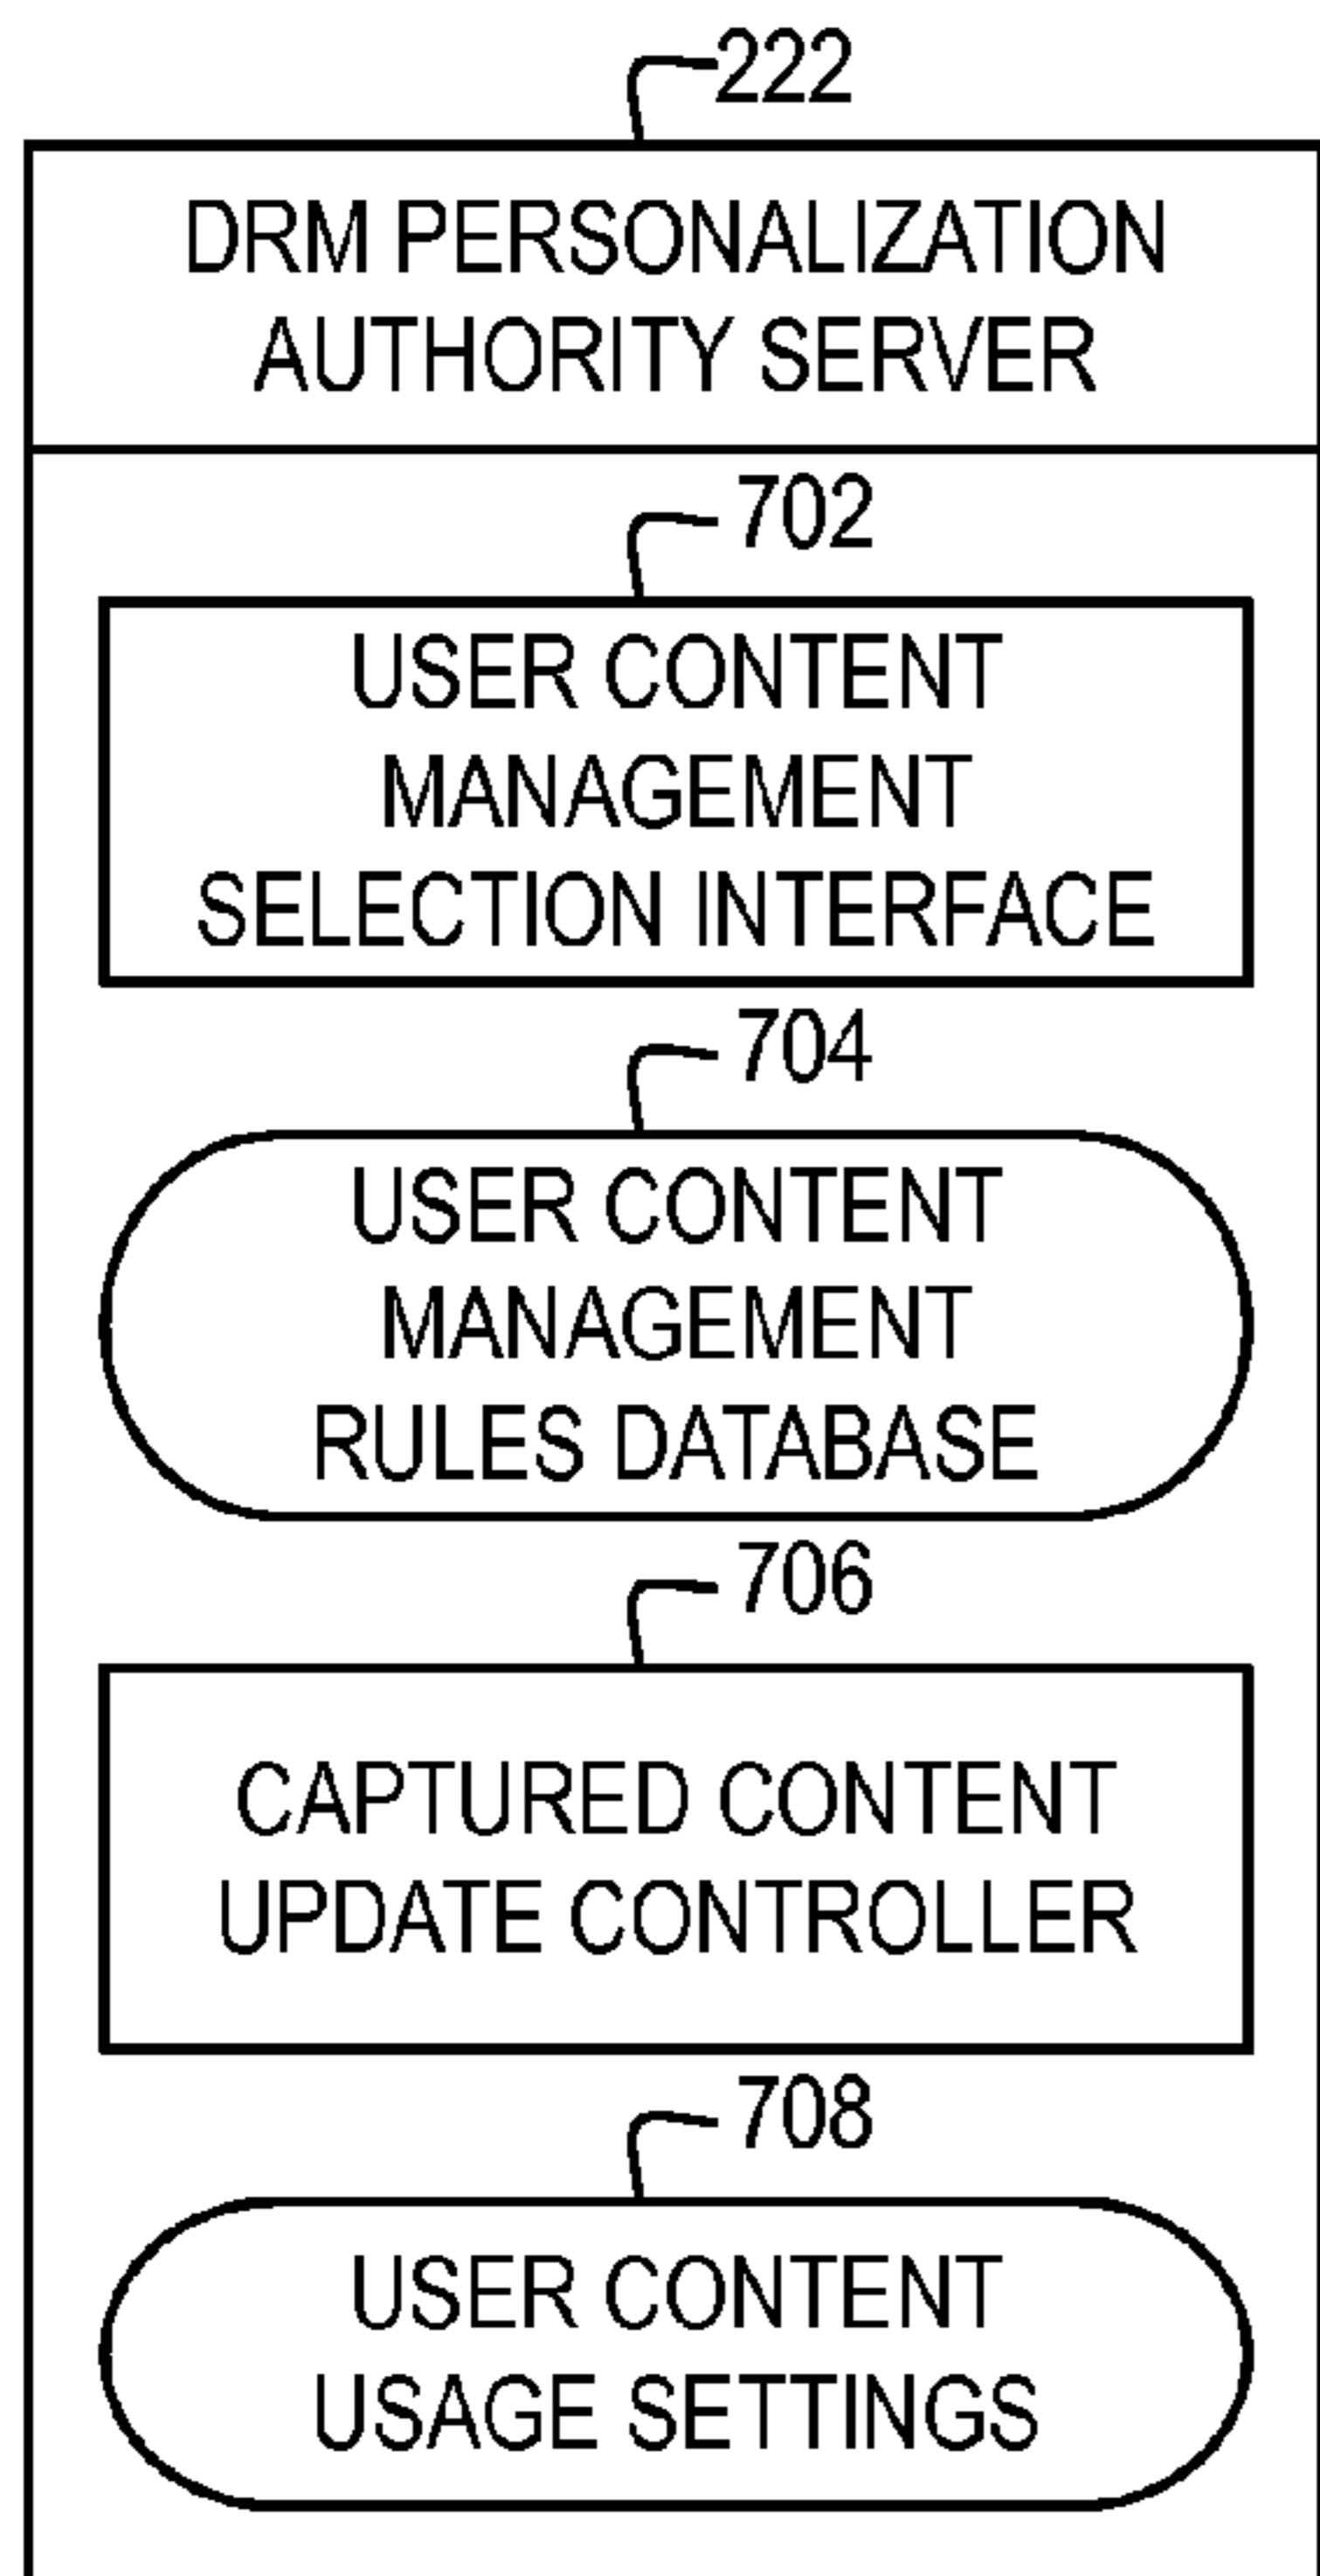 222
DRM PERSONALIZATION
AUTHORITY SERVER
702
USER CONTENT
MANAGEMENT
SELECTION INTERFACE
704
USER CONTENT
MANAGEMENT
RULES DATABASE
706
CAPTURED CONTENT
UPDATE CONTROLLER
708
USER CONTENT
USAGE SETTINGS